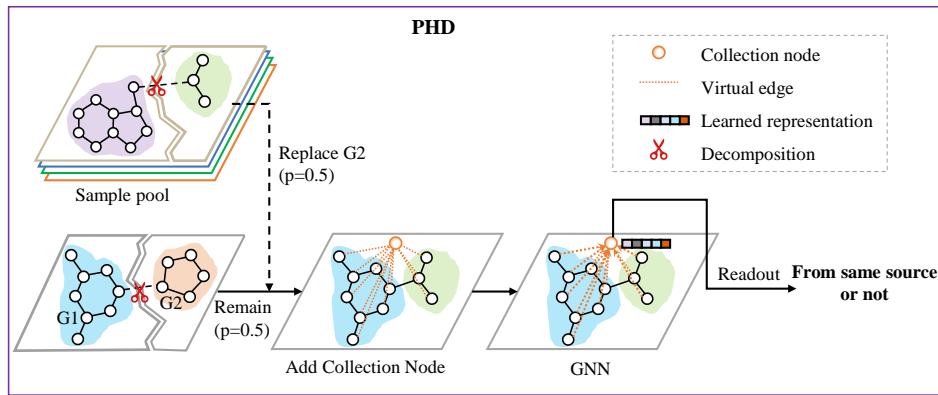 PHD
Collection node
Virtual edge
Learned representation
Decomposition
Sample pool
Replace G2
(p=0.5)
G1
G2
Remain
(p=0.5)
Add Collection Node
GNN
Readout
From same source
or not